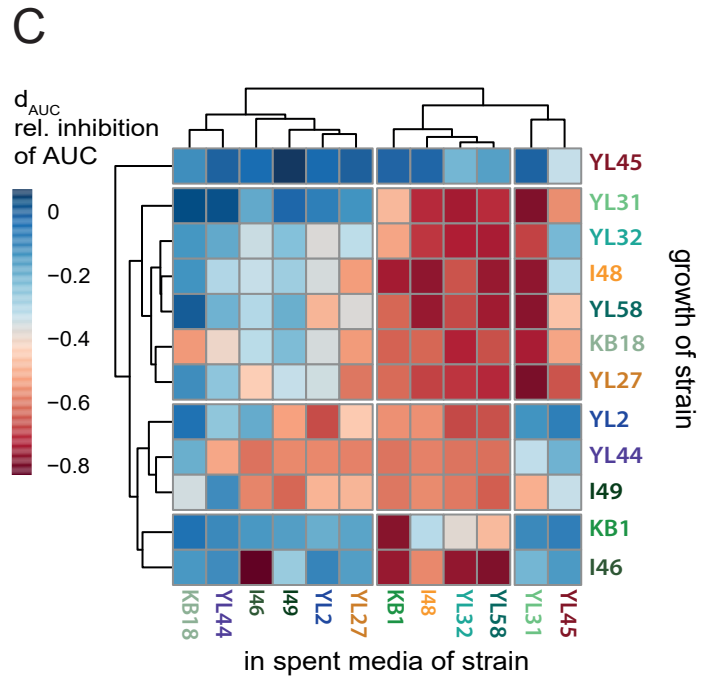 C
dAUC
rel. inhibition
of AUC
0
−0.2
−0.4
−0.6
−0.8
YL45
YL31
YL32
I48
YL58
KB18
YL27
YL2
YL44
I49
KB1
I46
growth of strain
KB18 YL44 I46 I49 YL2 YL27 KB1 I48 YL32 YL58 YL31 YL45
in spent media of strain